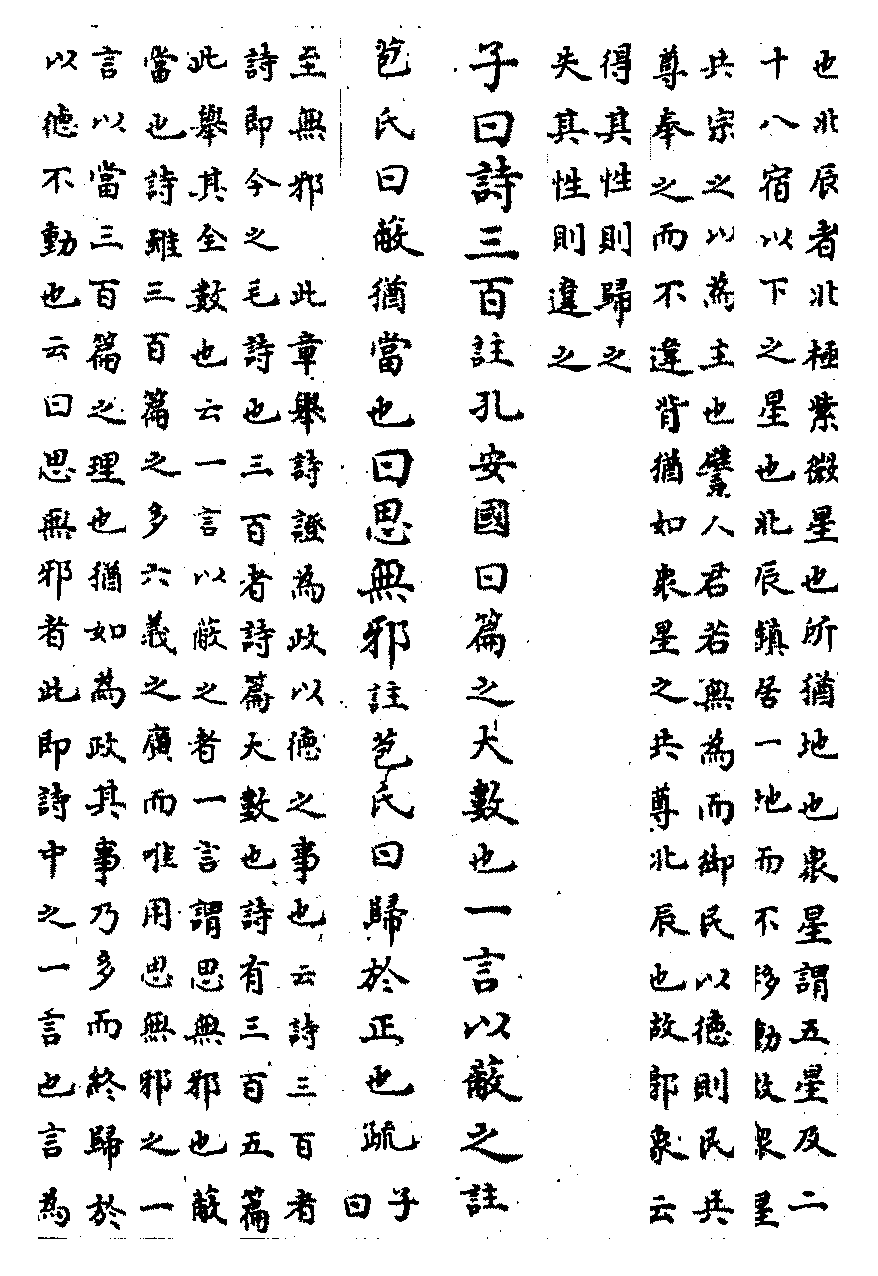 也北辰者北極紫微星也所猶地也衆星謂五星及二
十八宿以下之星也北辰鎮居一地而不移動故衆星
共宗之以為主也譬人君若無為而御民以德則民共
尊奉之而不違背猶如衆星之共尊北辰也故郭象云
得其性則歸之
失其性則違之
子曰詩三百註孔安國曰篇之大數也一言以蔽之註
苞氏曰蔽猶當也曰思無邪註苞氏曰歸於正也疏子曰
至無邪 此章舉詩證為政以德之事也云詩三百者
詩即今之毛詩也三百者詩篇大數也詩有三百五篇
此舉其全數也云一言以蔽之者一言謂思無邪也蔽
當也詩雖三百篇之多六義之廣而唯用思無邪之一
言以當三百篇之理也猶如為政其事乃多而終歸於
以德不動也云曰思無邪者此即詩中之一言也言為